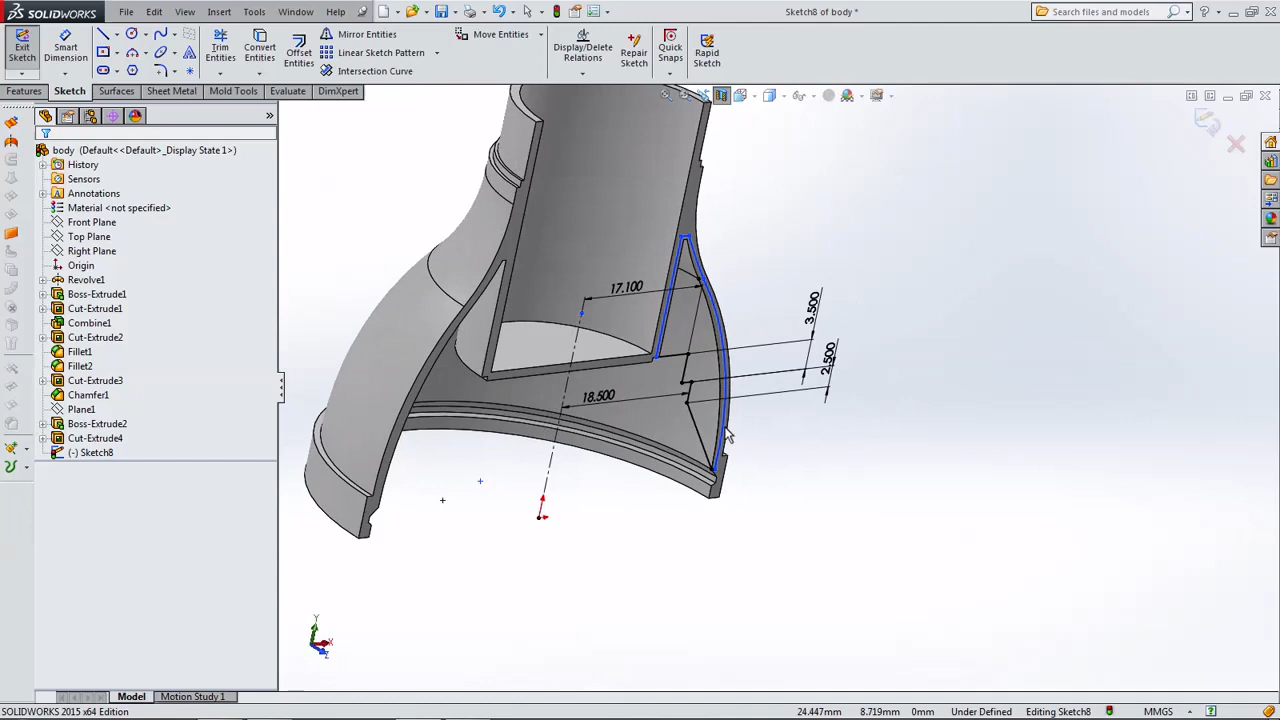 SOLIDWORKS File Edit View Insert Tools Window Help Sketch8 of body * Search files and models
Exit Sketch
Smart Dimension
Trim Entities
Convert Entities
Offset Entities
Mirror Entities
Linear Sketch Pattern
Intersection Curve
Move Entities
Display/Delete Relations
Repair Sketch
Quick Snaps
Rapid Sketch
Features Sketch Surfaces Sheet Metal Mold Tools Evaluate DimXpert
body (Default<<Default>_Display State 1>)
History
Sensors
Annotations
Material <not specified>
Front Plane
Top Plane
Right Plane
Origin
Revolve1
Boss-Extrude1
Cut-Extrude1
Combine1
Cut-Extrude2
Fillet1
Fillet2
Cut-Extrude3
Chamfer1
Plane1
Boss-Extrude2
Cut-Extrude4
(-) Sketch8
17.100
3.500
2.500
18.500
Y
X
Z
Model Motion Study 1
SOLIDWORKS 2015 x64 Edition 24.447mm 8.719mm 0mm Under Defined Editing Sketch8 MMGS